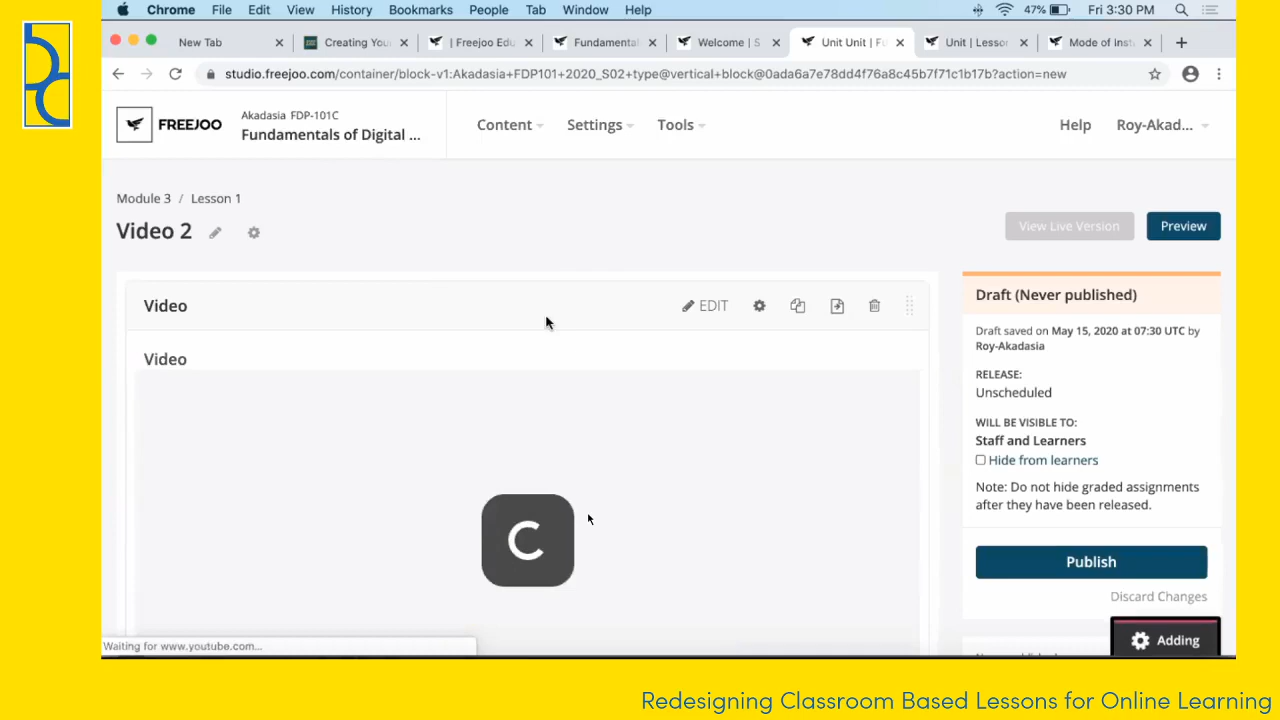 Chrome File Edit View History Bookmarks People Tab Window Help 47% Fri 3:30 PM
New Tab Creating You | Freejoo Edu Fundamenta Welcome | S Unit Unit | Fu Unit | Lesson Mode of Inst
studio.freejoo.com/container/block-v1:Akadasia+FDP101+2020_S02+type@vertical+block@0ada6a7e78dd4f76a8c45b7f71c1b17b?action=new
FREEJOO
Akadasia FDP-101C
Fundamentals of Digital ...
Content Settings Tools Help Roy-Akad...
Module 3 / Lesson 1
Video 2
View Live Version Preview
Video EDIT
Video
Draft (Never published)
Draft saved on May 15, 2020 at 07:30 UTC by
Roy-Akadasia
RELEASE:
Unscheduled
WILL BE VISIBLE TO:
Staff and Learners
Hide from learners
Note: Do not hide graded assignments
after they have been released.
Publish
Discard Changes
Adding
Waiting for www.youtube.com...
Redesigning Classroom Based Lessons for Online Learning